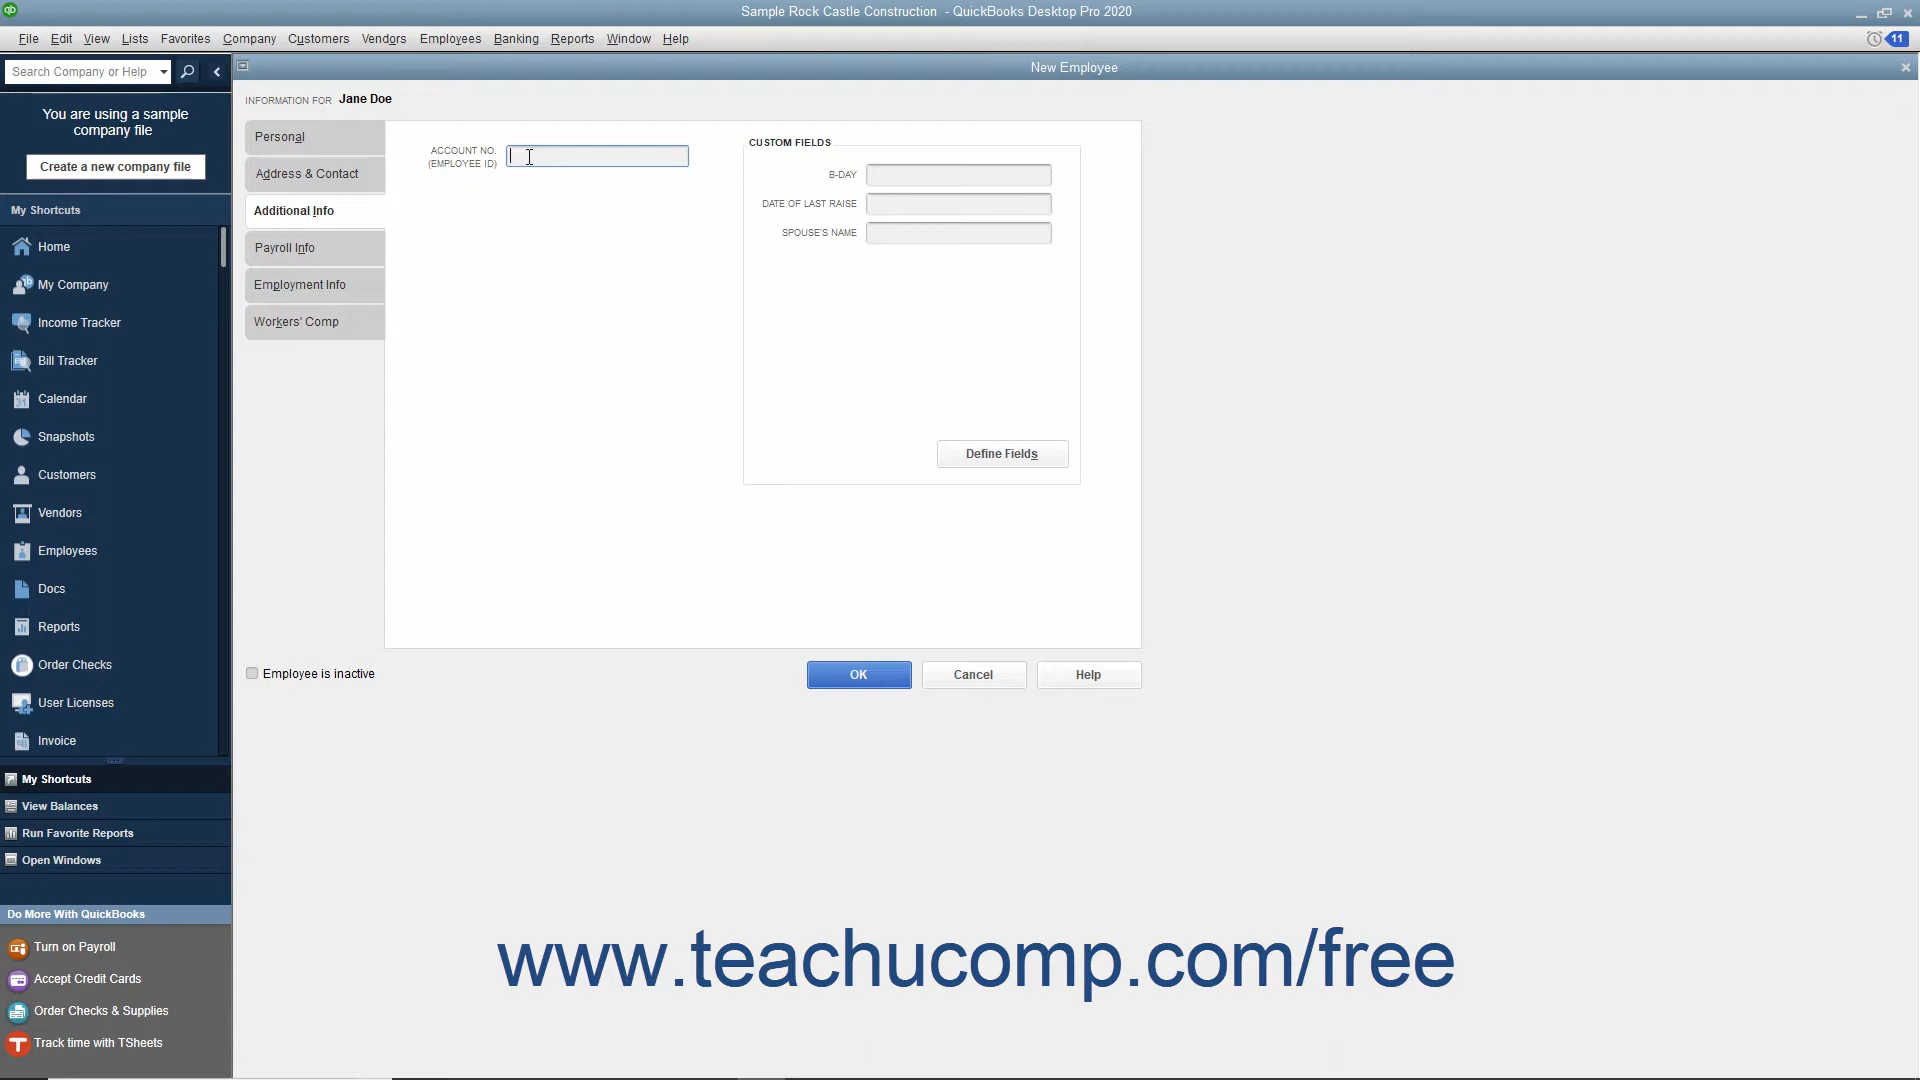 qb
Sample Rock Castle Construction - QuickBooks Desktop Pro 2020
File Edit View Lists Favorites Company Customers Vendors Employees Banking Reports Window Help
11
Search Company or Help
New Employee
You are using a sample
company file
Create a new company file
My Shortcuts
Home
My Company
Income Tracker
Bill Tracker
31
Calendar
Snapshots
Customers
Vendors
Employees
Docs
Reports
Order Checks
User Licenses
Invoice
My Shortcuts
View Balances
Run Favorite Reports
Open Windows
Do More With QuickBooks
Turn on Payroll
Accept Credit Cards
Order Checks & Supplies
Track time with TSheets
INFORMATION FOR Jane Doe
Personal
Address & Contact
Additional Info
Payroll Info
Employment Info
Workers' Comp
ACCOUNT NO.
(EMPLOYEE ID)
CUSTOM FIELDS
B-DAY
DATE OF LAST RAISE
SPOUSE'S NAME
Define Fields
Employee is inactive
OK
Cancel
Help
www.teachucomp.com/free